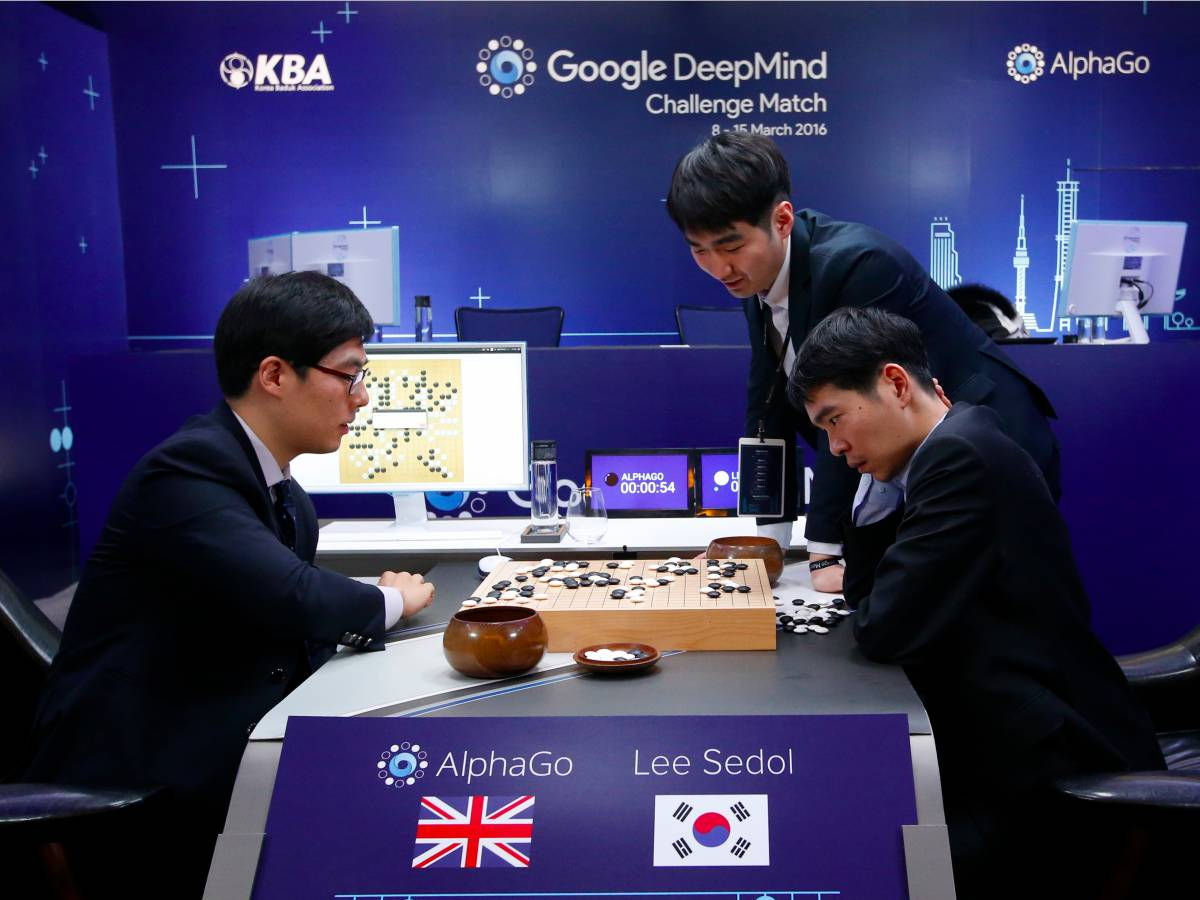 KBA
Korea Baduk Association
Google DeepMind
Challenge Match
8 - 15 March 2016
AlphaGo
ALPHAGO
00:00:54
AlphaGo
Lee Sedol